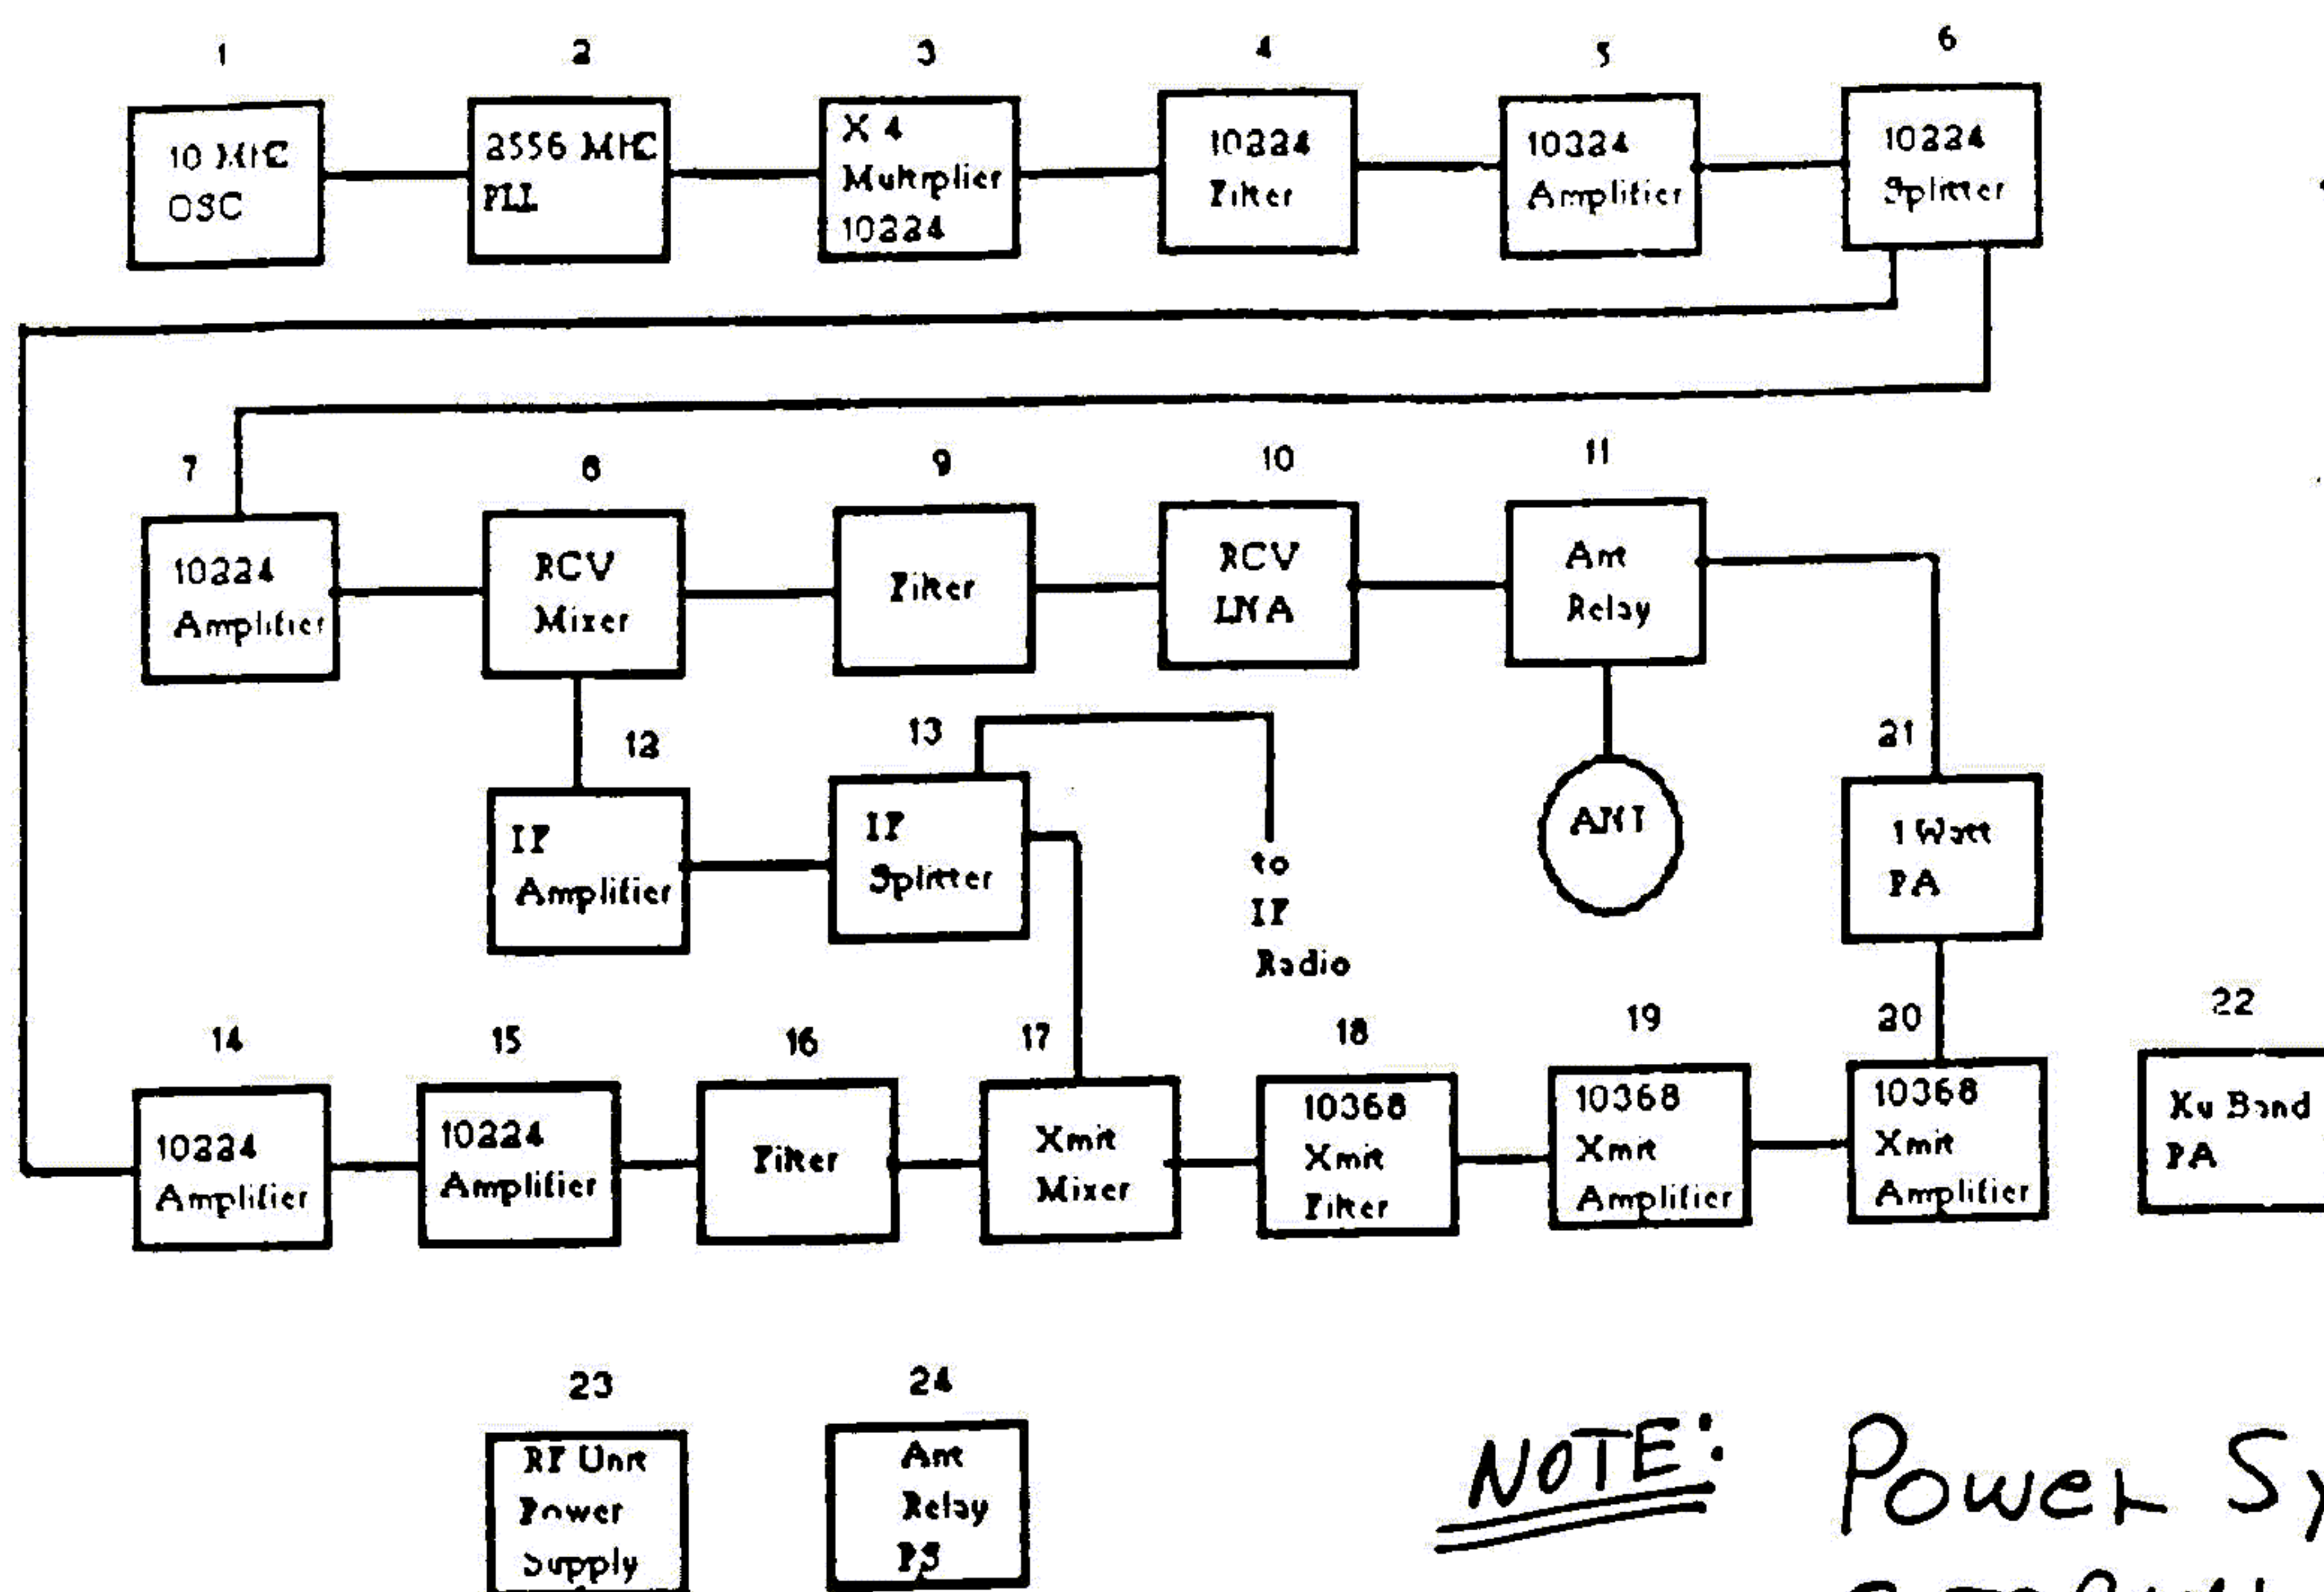 1
2
3
4
5
6
10 MHC
OSC
2556 MHC
PLL
X 4
Multiplier
10224
10224
Filter
10224
Amplifier
10224
Splitter
7
8
9
10
11
10224
Amplifier
RCV
Mixer
Filter
RCV
LNA
Ant
Relay
12
13
21
IF
Amplifier
IF
Splitter
to
IF
Radio
ANT
1 Watt
PA
14
15
16
17
18
19
20
22
10224
Amplifier
10224
Amplifier
Filter
Xmit
Mixer
10368
Xmit
Filter
10368
Xmit
Amplifier
10368
Xmit
Amplifier
Ku Band
PA
23
24
RF Unit
Power
Supply
Ant
Relay
PS
NOTE:
Power Sy